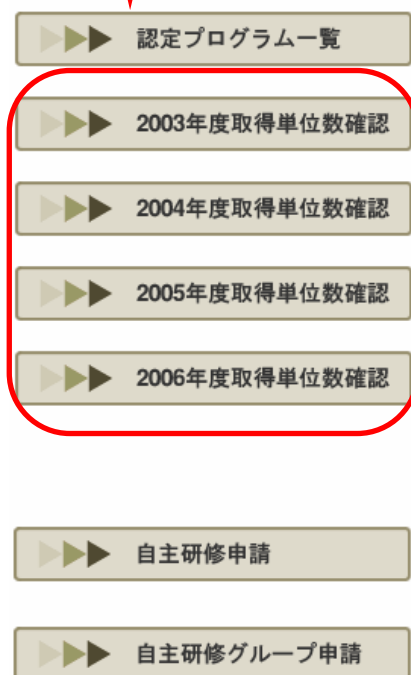 認定プログラム一覧
2003年度取得単位数確認
2004年度取得単位数確認
2005年度取得単位数確認
2006年度取得単位数確認
自主研修申請
自主研修グループ申請